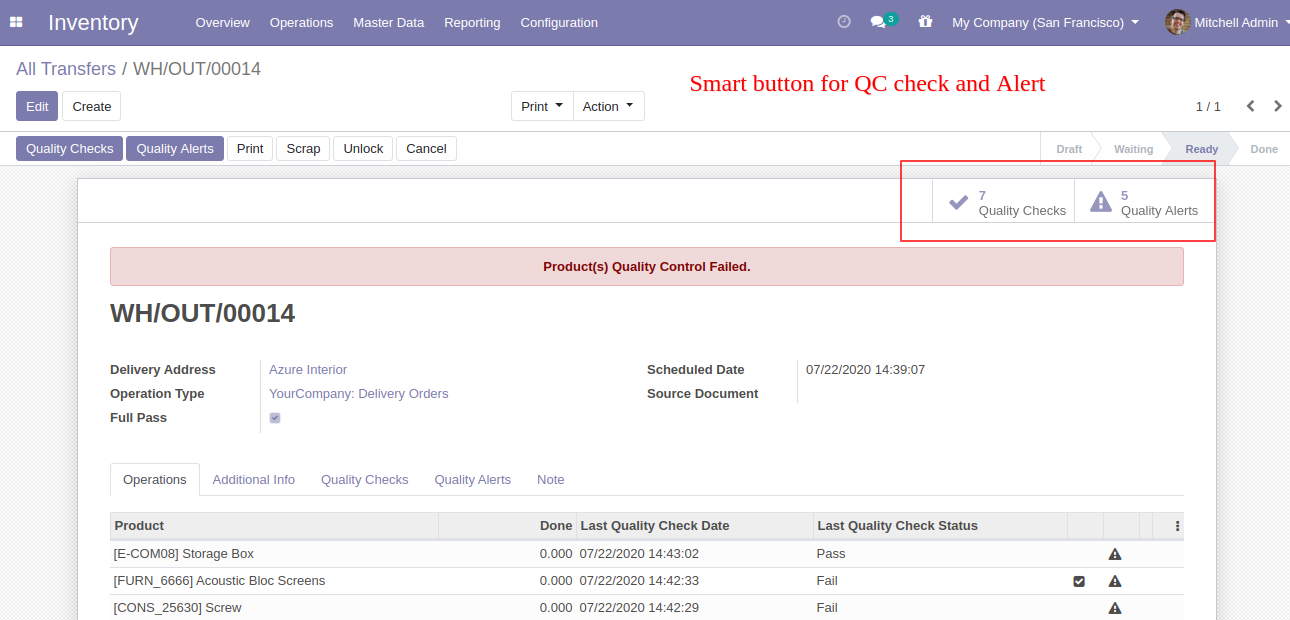 Inventory Overview Operations Master Data Reporting Configuration 3 My Company (San Francisco) Mitchell Admin
All Transfers / WH/OUT/00014
Smart button for QC check and Alert
Edit Create Print Action 1 / 1
Quality Checks Quality Alerts Print Scrap Unlock Cancel Draft Waiting Ready Done
7 Quality Checks 5 Quality Alerts
Product(s) Quality Control Failed.
WH/OUT/00014
Delivery Address Azure Interior Scheduled Date 07/22/2020 14:39:07
Operation Type YourCompany: Delivery Orders Source Document
Full Pass
Operations Additional Info Quality Checks Quality Alerts Note
Product Done Last Quality Check Date Last Quality Check Status
[E-COM08] Storage Box 0.000 07/22/2020 14:43:02 Pass
[FURN_6666] Acoustic Bloc Screens 0.000 07/22/2020 14:42:33 Fail
[CONS_25630] Screw 0.000 07/22/2020 14:42:29 Fail